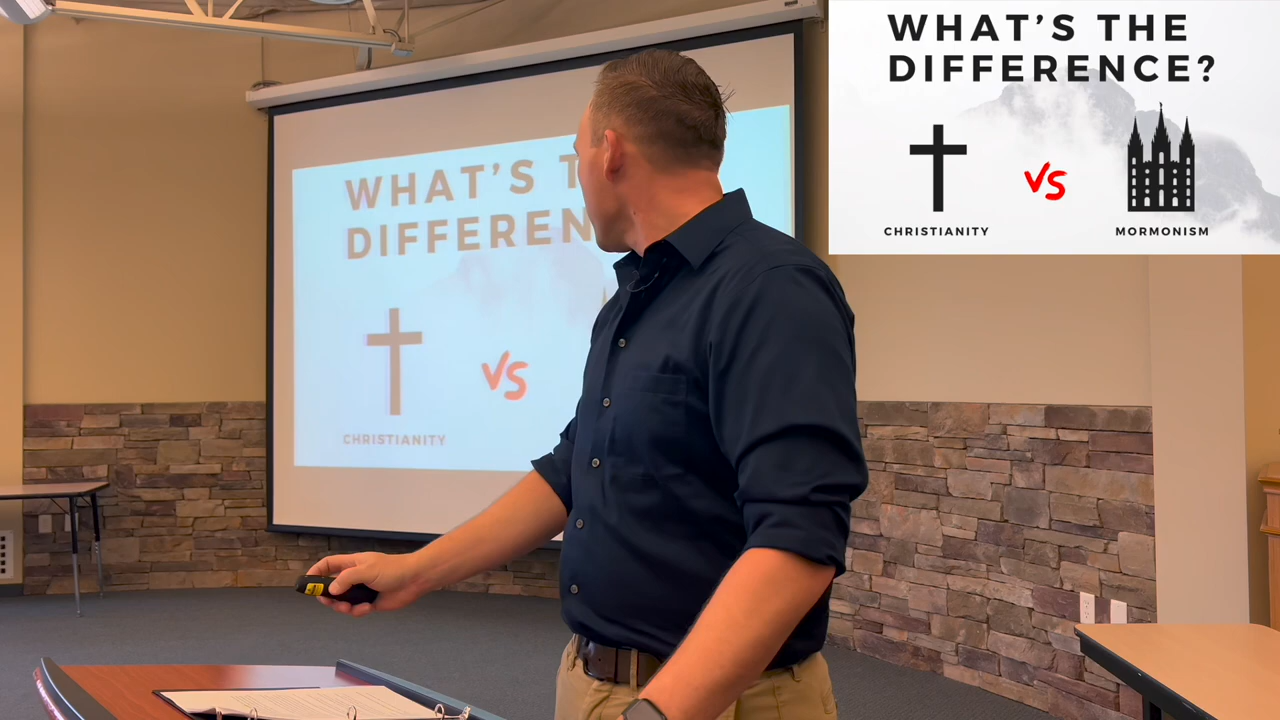 WHAT'S T
DIFFEREN
VS
CHRISTIANITY
WHAT'S THE
DIFFERENCE?
VS
CHRISTIANITY
MORMONISM